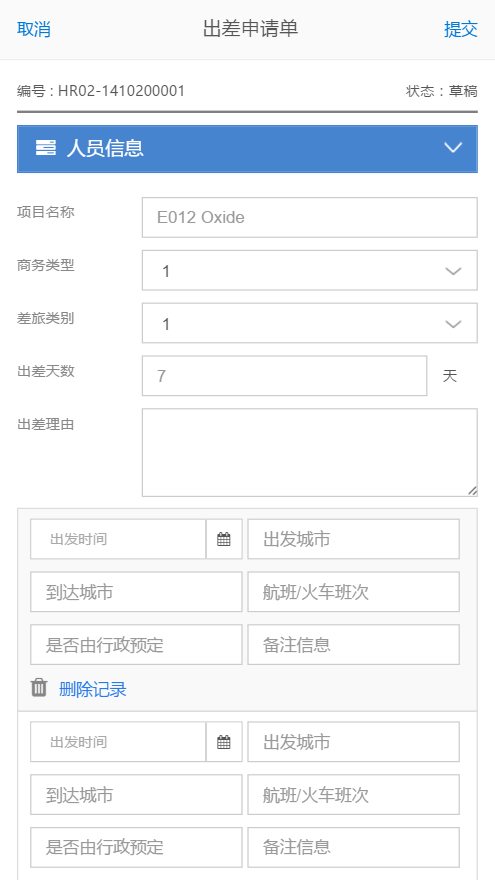 取消 出差申请单 提交
编号 : HR02-1410200001 状态：草稿
人员信息
项目名称 E012 Oxide
商务类型 1
差旅类别 1
出差天数 7 天
出差理由
出发时间 出发城市
到达城市 航班/火车班次
是否由行政预定 备注信息
删除记录
出发时间 出发城市
到达城市 航班/火车班次
是否由行政预定 备注信息